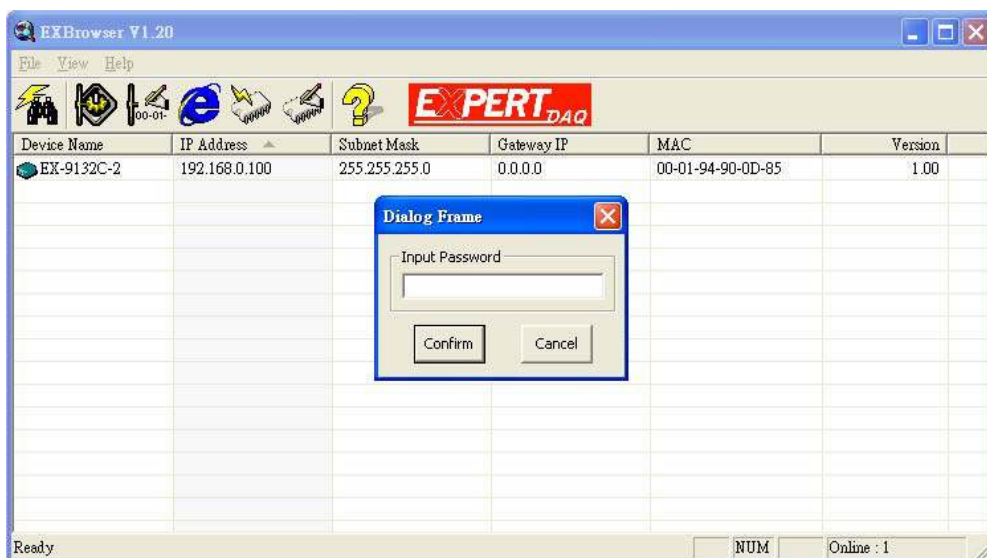 EXBrowser V1.20
File View Help
00-01- EXPERT DAQ
Device Name IP Address Subnet Mask Gateway IP MAC Version
EX-9132C-2 192.168.0.100 255.255.255.0 0.0.0.0 00-01-94-90-0D-85 1.00
Dialog Frame
Input Password
Confirm Cancel
Ready NUM Online : 1